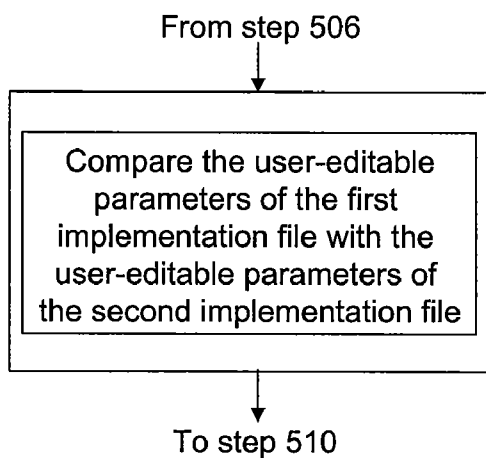 From step 506
Compare the user-editable
parameters of the first
implementation file with the
user-editable parameters of
the second implementation file
To step 510